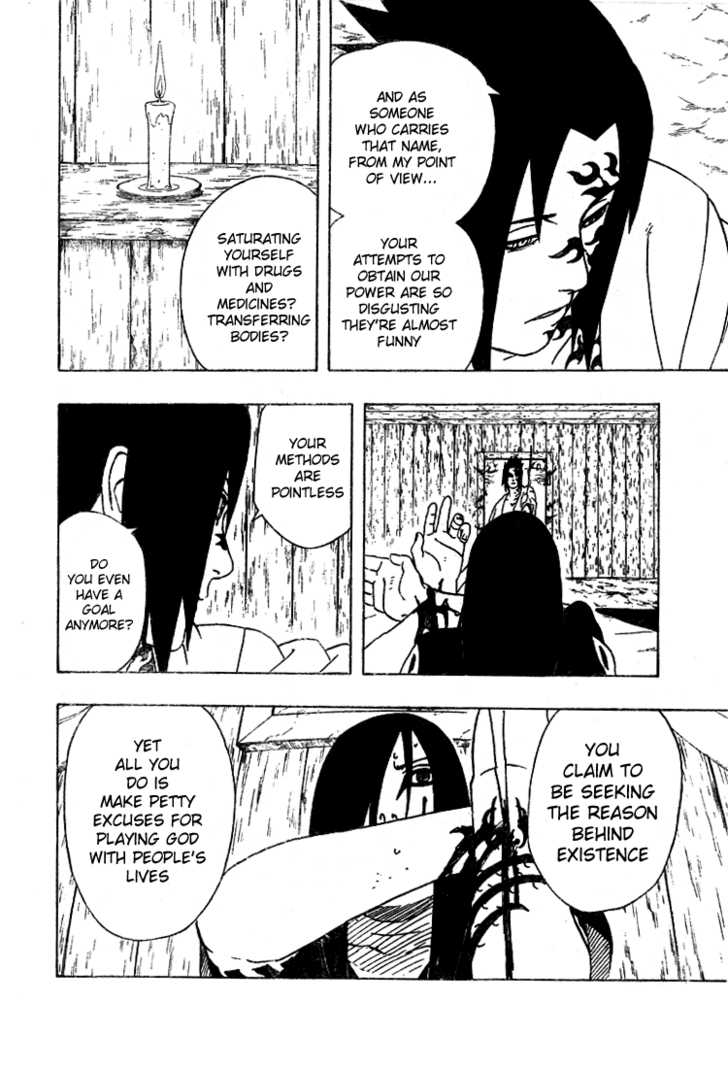 AND AS
SOMEONE
WHO CARRIES
THAT NAME,
FROM MY POINT
OF VIEW...
YOUR
ATTEMPTS TO
OBTAIN OUR
POWER ARE SO
DISGUSTING
THEY'RE ALMOST
FUNNY
SATURATING
YOURSELF
WITH DRUGS
AND
MEDICINES?
TRANSFERRING
BODIES?
YOUR
METHODS
ARE
POINTLESS
DO
YOU EVEN
HAVE A
GOAL
ANYMORE?
YOU
CLAIM TO
BE SEEKING
THE REASON
BEHIND
EXISTENCE
YET
ALL YOU
DO IS
MAKE PETTY
EXCUSES FOR
PLAYING GOD
WITH PEOPLE'S
LIVES